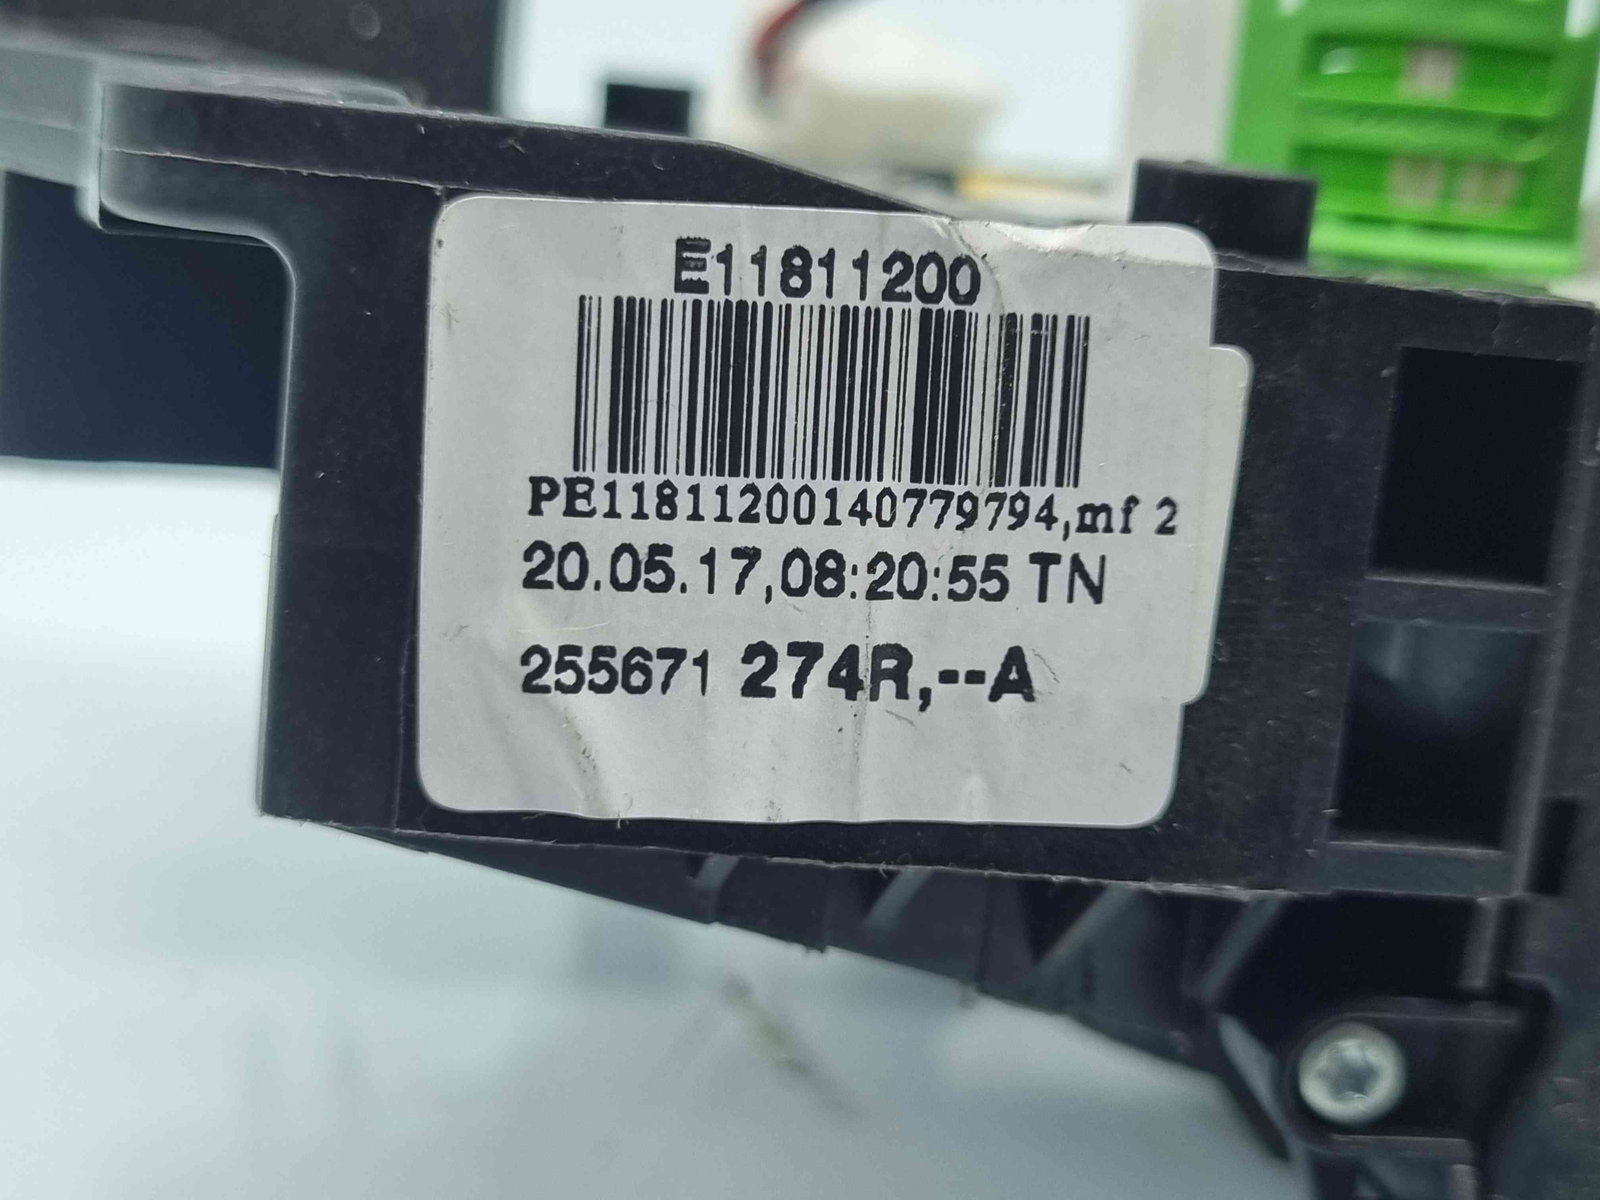 E11811200
PE11811200140779794,mf 2
20.05.17,08:20:55 TN
255671 274R,--A